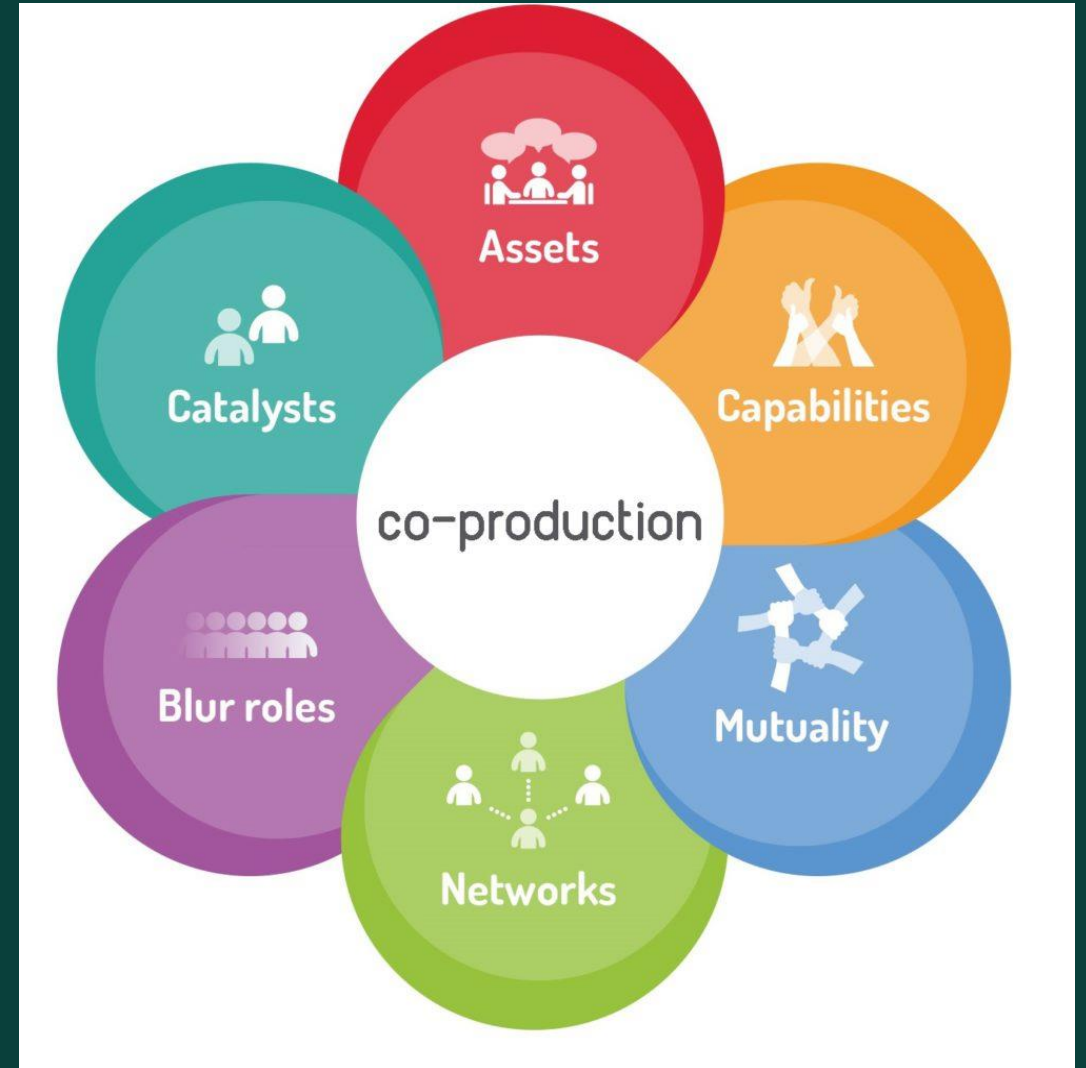 Assets
Capabilities
Mutuality
Networks
Blur roles
Catalysts
co-production